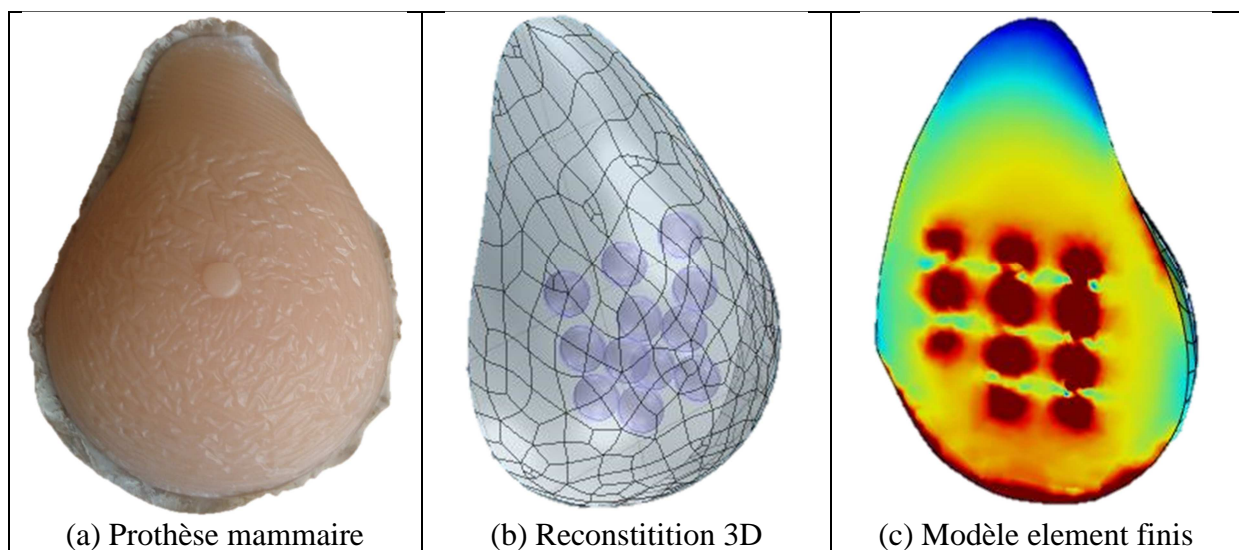 (a) Prothèse mammaire
(b) Reconstitition 3D
(c) Modèle element finis